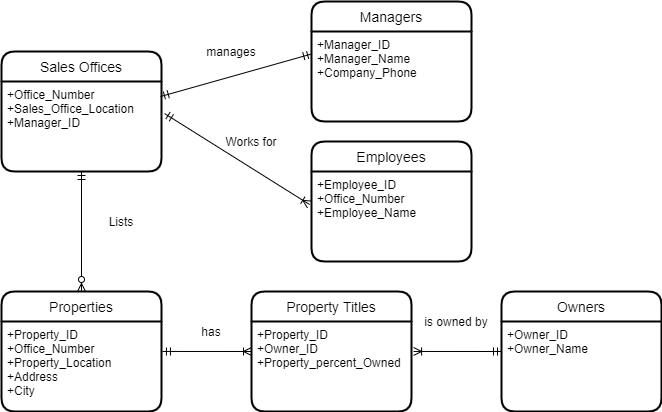 Managers
+Manager_ID
+Manager_Name
+Company_Phone
manages
Sales Offices
+Office_Number
+Sales_Office_Location
+Manager_ID
Works for
Employees
+Employee_ID
+Office_Number
+Employee_Name
Lists
Properties
+Property_ID
+Office_Number
+Property_Location
+Address
+City
has
Property Titles
+Property_ID
+Owner_ID
+Property_percent_Owned
is owned by
Owners
+Owner_ID
+Owner_Name